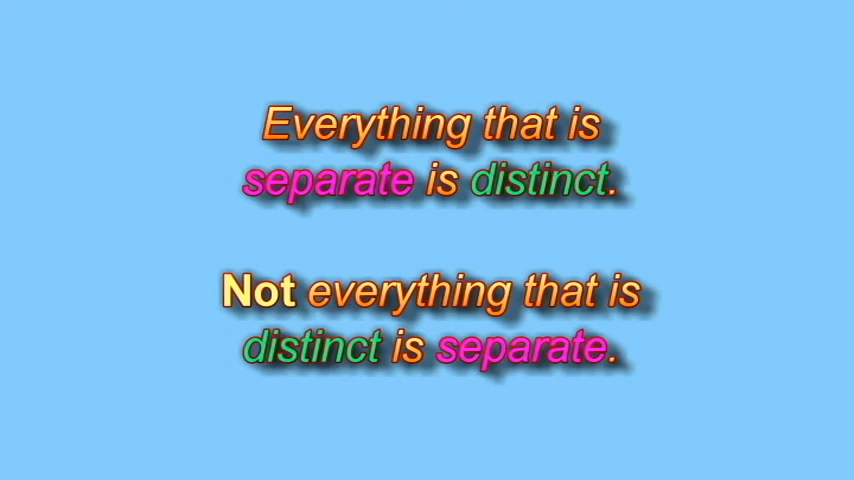 Everything that is
separate is distinct.
Not everything that is
distinct is separate.